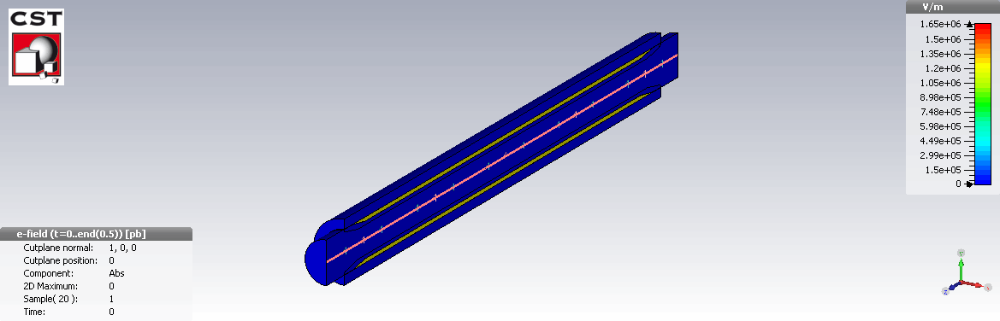 CST
V/m
1.65e+06
1.5e+06
1.35e+06
1.2e+06
1.05e+06
8.98e+05
7.48e+05
5.98e+05
4.49e+05
2.99e+05
1.5e+05
0
e-field (t=0..end(0.5)) [pb]
Cutplane normal: 1, 0, 0
Cutplane position: 0
Component: Abs
2D Maximum: 0
Sample( 20 ): 1
Time: 0